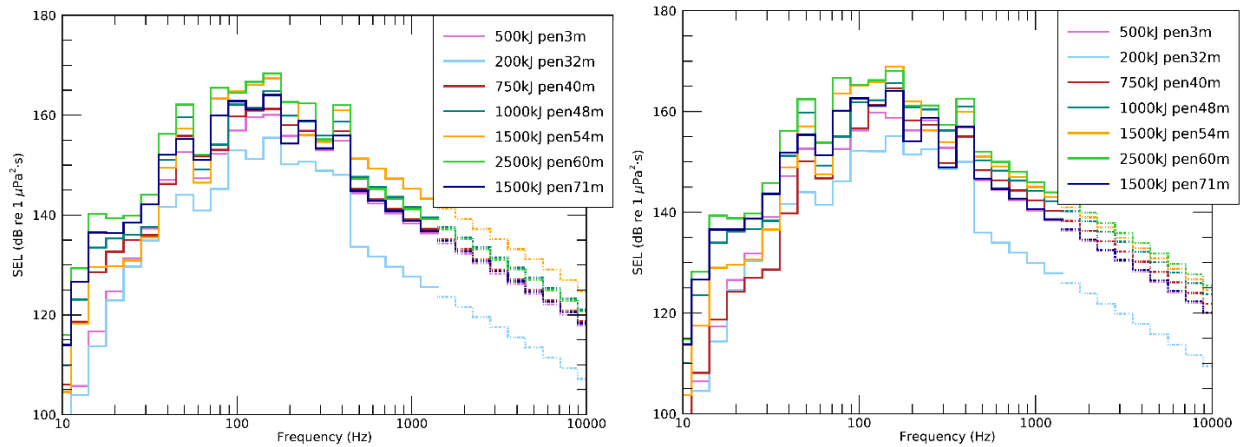 180
160
140
120
100
SEL (dB re 1 µPa²·s)
10
100
1000
10000
Frequency (Hz)
500kJ pen3m
200kJ pen32m
750kJ pen40m
1000kJ pen48m
1500kJ pen54m
2500kJ pen60m
1500kJ pen71m
180
160
140
120
100
SEL (dB re 1 µPa²·s)
10
100
1000
10000
Frequency (Hz)
500kJ pen3m
200kJ pen32m
750kJ pen40m
1000kJ pen48m
1500kJ pen54m
2500kJ pen60m
1500kJ pen71m